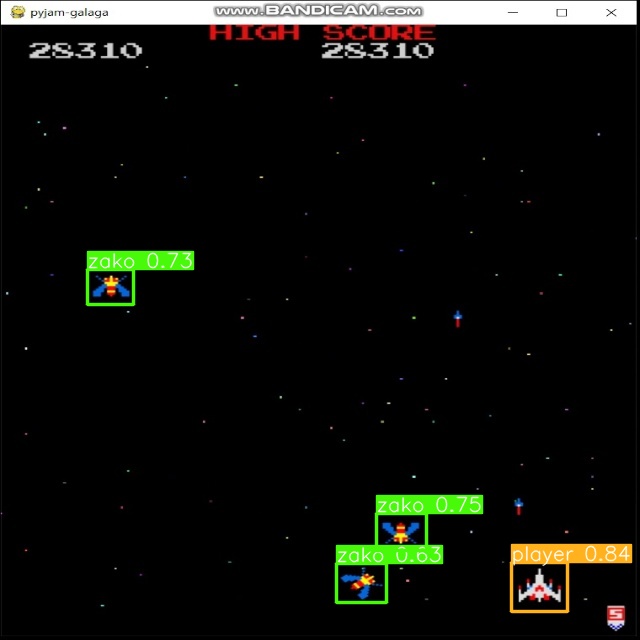 pyjam-galaga
www.BANDICAM.com
HIGH SCORE
28310 28310
zako 0.73
zako 0.75
zako 0.63
player 0.84
5